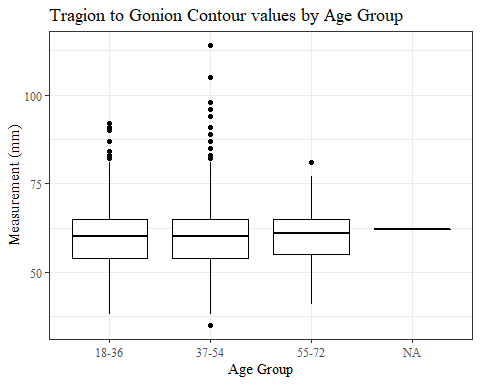 Tragion to Gonion Contour values by Age Group
100
75
50
Measurement (mm)
18-36 37-54 55-72 NA
Age Group